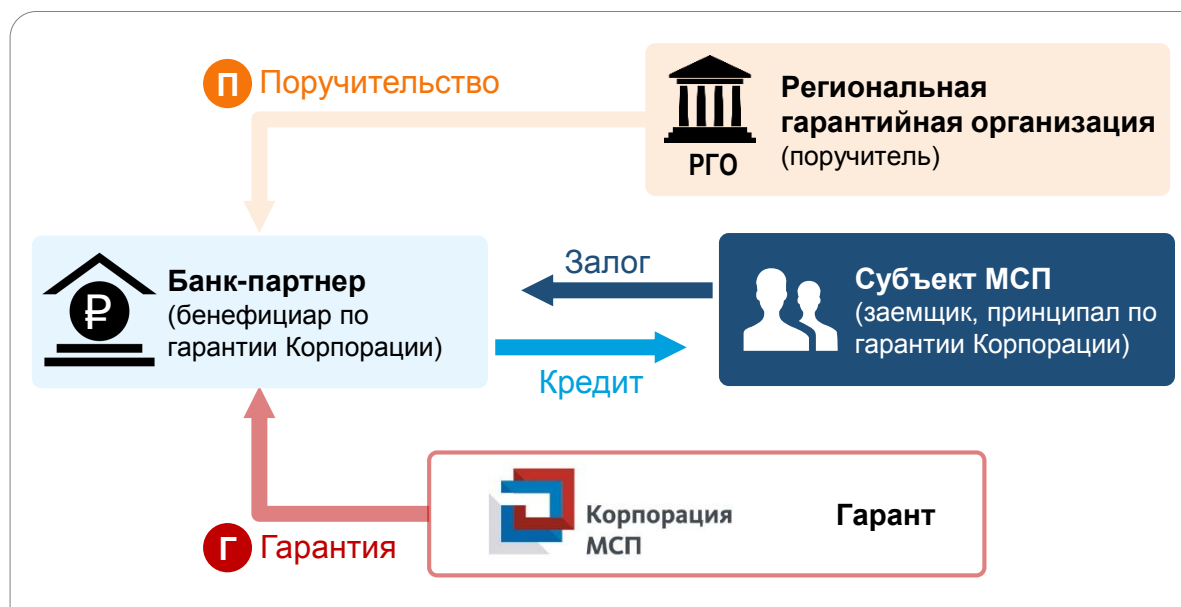 П Поручительство
Региональная
гарантийная организация
(поручитель)
РГО
Банк-партнер
(бенефициар по
гарантии Корпорации)
₽
Залог
Кредит
Субъект МСП
(заемщик, принципал по
гарантии Корпорации)
Г Гарантия
Корпорация
МСП
Гарант